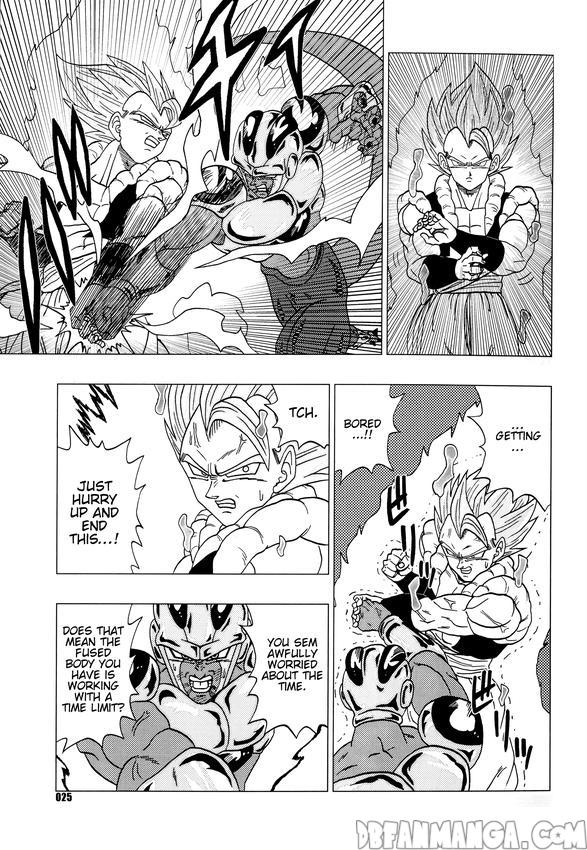 GETTING
...
BORED
...!!
TCH.
JUST
HURRY
UP AND
END
THIS...!
YOU SEM
AWFULLY
WORRIED
ABOUT THE
TIME.
DOES THAT
MEAN THE
FUSED
BODY YOU
HAVE IS
WORKING
WITH A
TIME LIMIT?
025
DBFANMANGA.COM